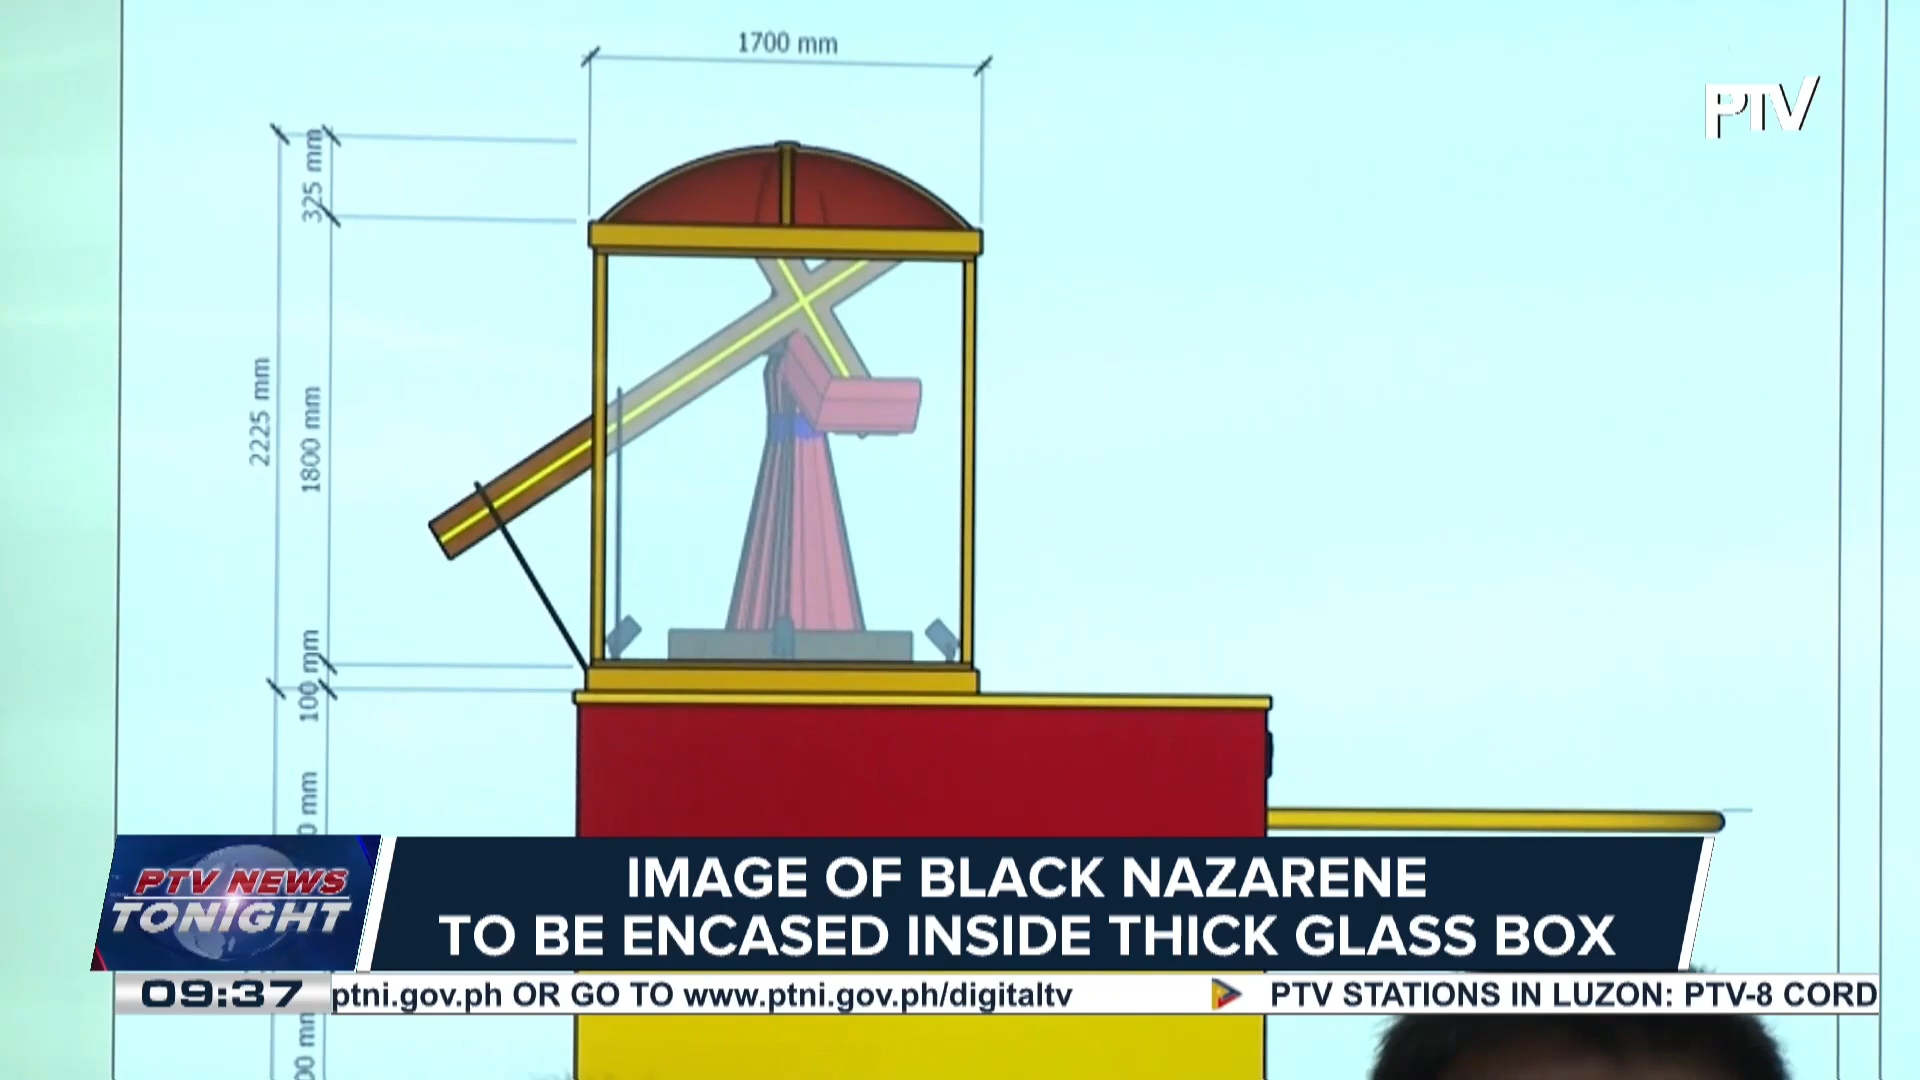 1700 mm
PTV
325 mm
2225 mm
1800 mm
100 mm
PTV NEWS
TONIGHT
IMAGE OF BLACK NAZARENE
TO BE ENCASED INSIDE THICK GLASS BOX
09:37
ptni.gov.ph OR GO TO www.ptni.gov.ph/digitaltv
PTV STATIONS IN LUZON: PTV-8 CORD